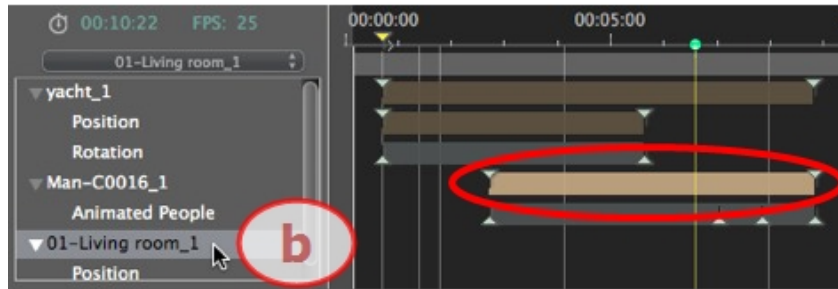 00:10:22 FPS: 25
00:00:00 00:05:00
1
01-Living room_1
yacht_1
Position
Rotation
Man-C0016_1
Animated People
01-Living room_1
b
Position